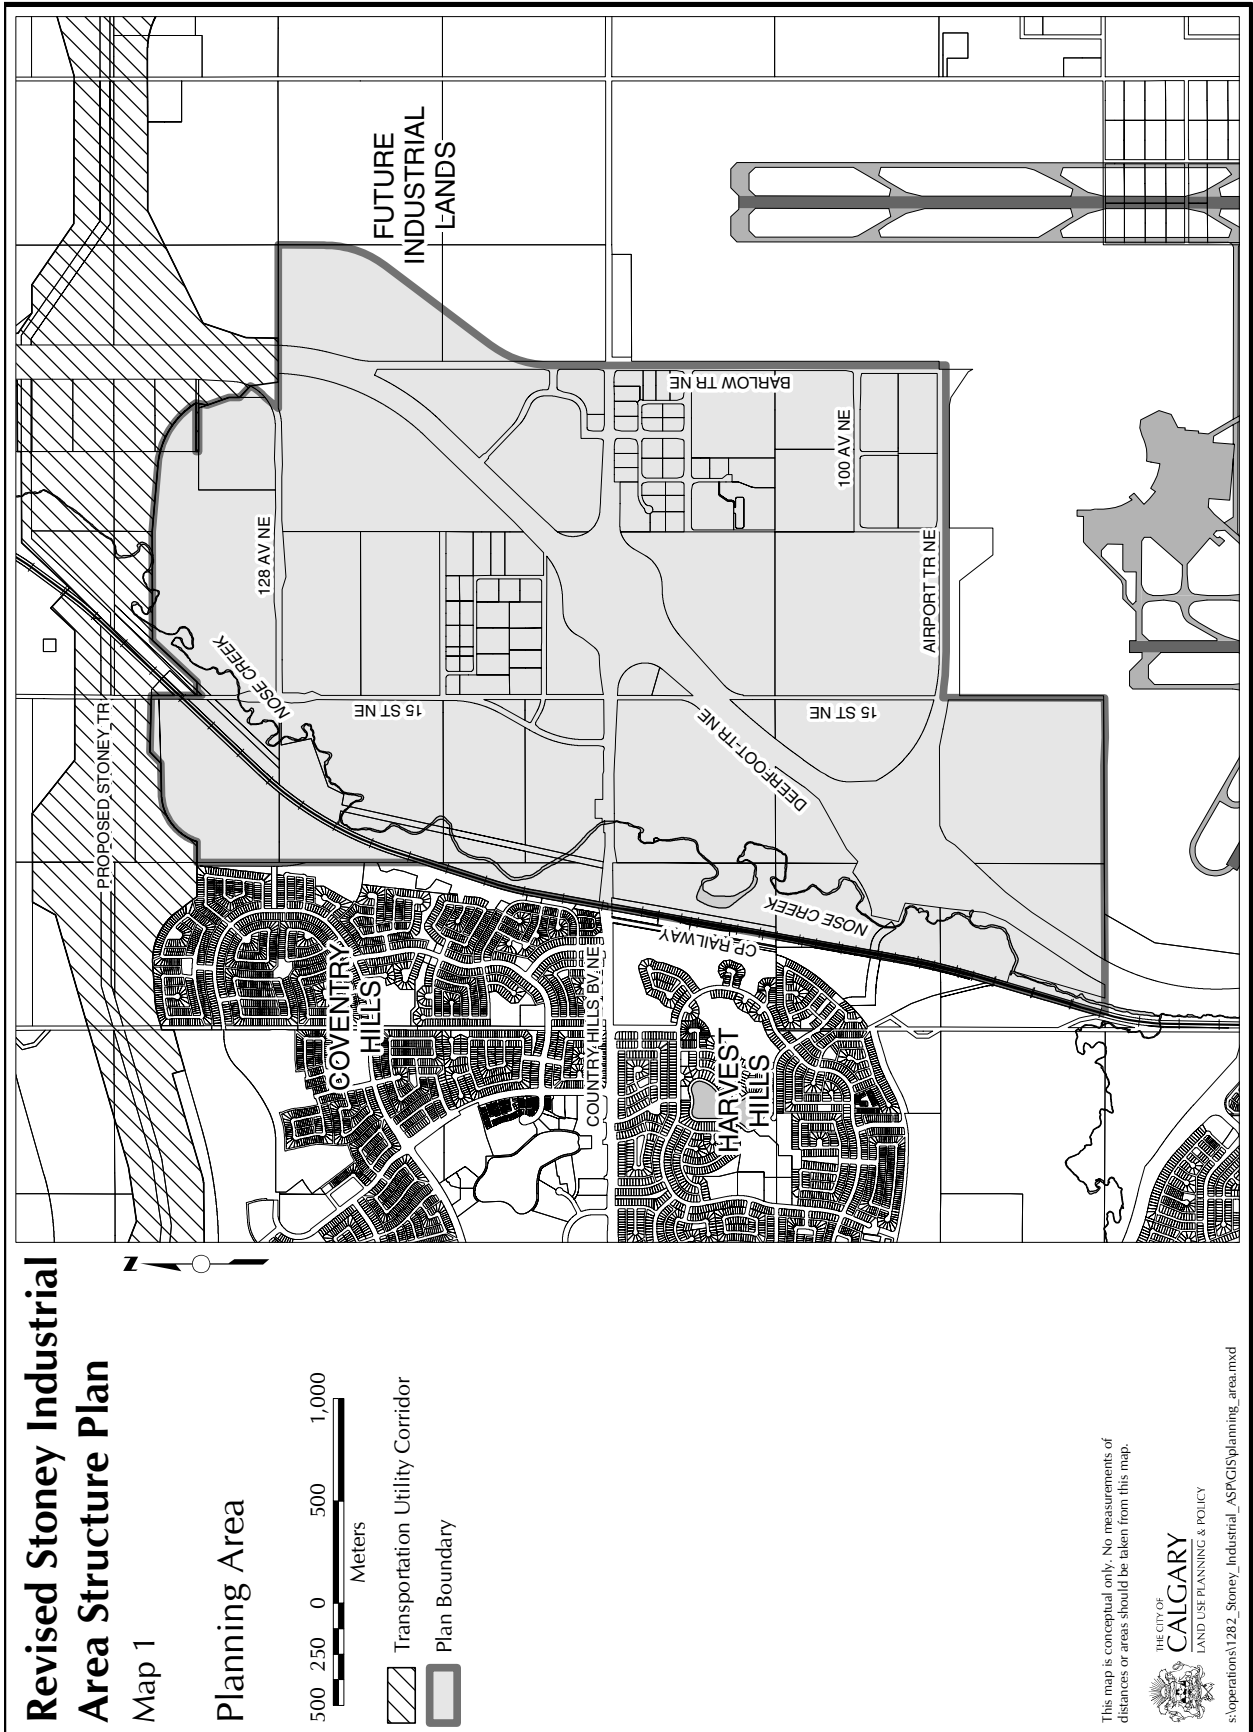 Revised Stoney Industrial
Area Structure Plan
Map 1
Planning Area
500 250 0 500 1,000
Meters
Transportation Utility Corridor
Plan Boundary
This map is conceptual only. No measurements of
distances or areas should be taken from this map.
THE CITY OF
CALGARY
LAND USE PLANNING & POLICY
s:\operations\1282_Stoney_Industrial_ASP\GIS\planning_area.mxd
N
PROPOSED STONEY TR
FUTURE
INDUSTRIAL
LANDS
128 AV NE
NOSE CREEK
15 ST NE
COVENTRY
HILLS
COUNTRY HILLS BV NE
CP RAILWAY
HARVEST
HILLS
NOSE CREEK
DEERFOOT-TR NE
15 ST NE
BARLOW TR NE
100 AV NE
AIRPORT TR NE